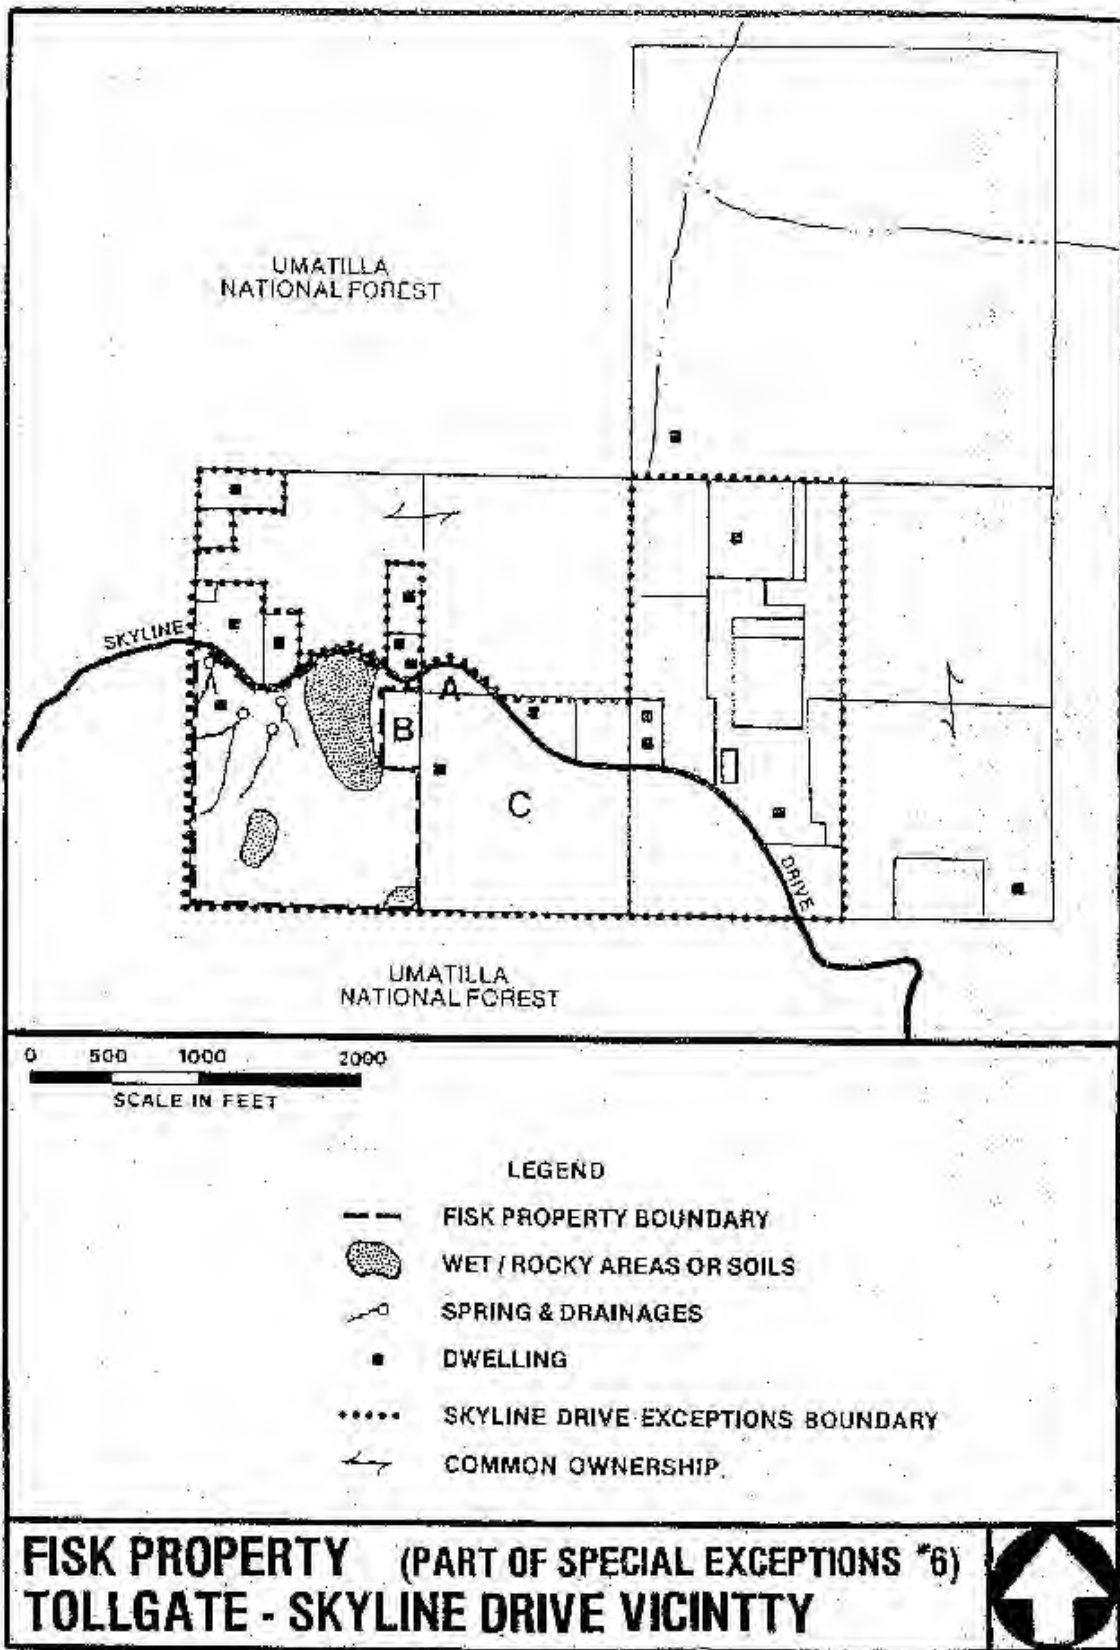 UMATILLA
NATIONAL FOREST
SKYLINE
A
B
C
DRIVE
UMATILLA
NATIONAL FOREST
0 500 1000 2000
SCALE IN FEET
LEGEND
FISK PROPERTY BOUNDARY
WET / ROCKY AREAS OR SOILS
SPRING & DRAINAGES
DWELLING
SKYLINE DRIVE EXCEPTIONS BOUNDARY
COMMON OWNERSHIP.
FISK PROPERTY (PART OF SPECIAL EXCEPTIONS #6)
TOLLGATE - SKYLINE DRIVE VICINTTY